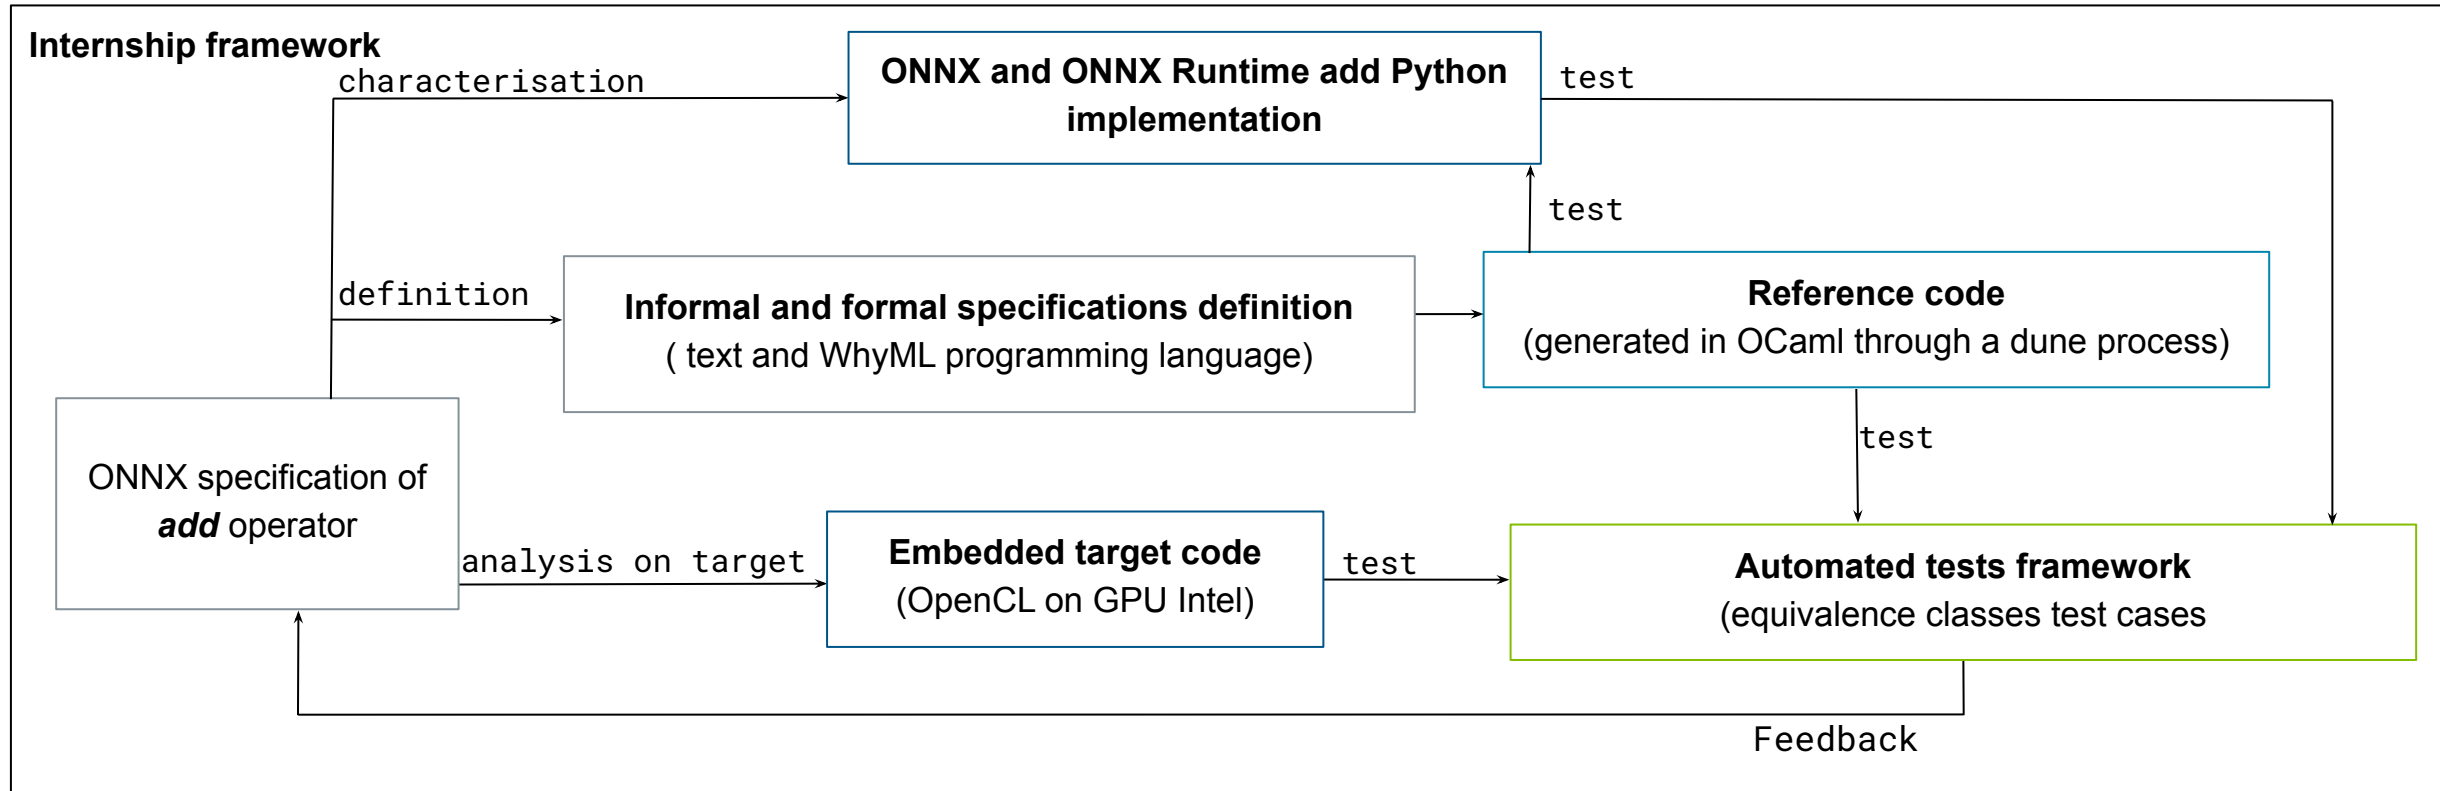 Internship framework
characterisation
ONNX and ONNX Runtime add Python
implementation
test
test
definition
Informal and formal specifications definition
( text and WhyML programming language)
Reference code
(generated in OCaml through a dune process)
test
ONNX specification of
add operator
analysis on target
Embedded target code
(OpenCL on GPU Intel)
test
Automated tests framework
(equivalence classes test cases
Feedback